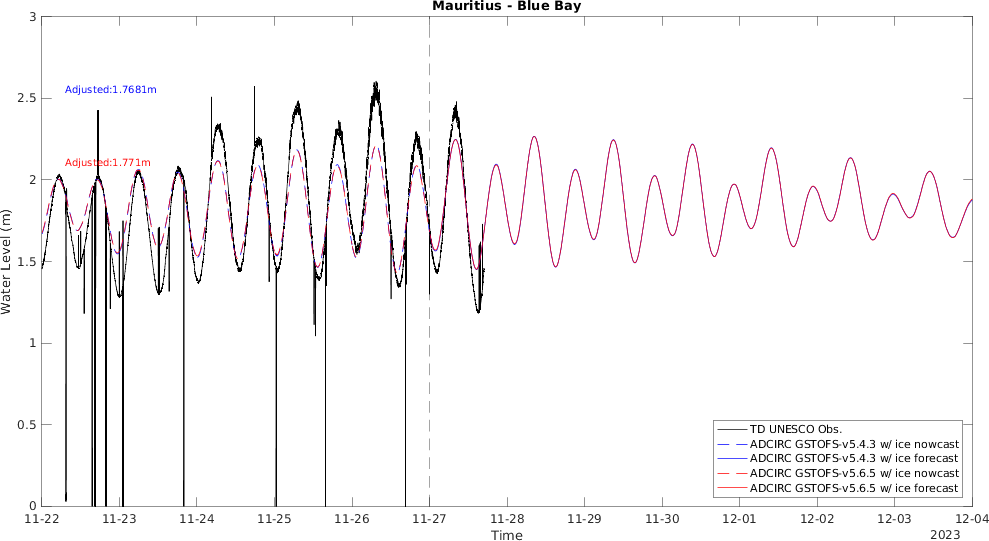 Mauritius - Blue Bay
3
2.5
2
1.5
1
0.5
0
Water Level (m)
Adjusted:1.7681m
Adjusted:1.771m
TD UNESCO Obs.
ADCIRC GSTOFS-v5.4.3 w/ ice nowcast
ADCIRC GSTOFS-v5.4.3 w/ ice forecast
ADCIRC GSTOFS-v5.6.5 w/ ice nowcast
ADCIRC GSTOFS-v5.6.5 w/ ice forecast
11-22 11-23 11-24 11-25 11-26 11-27 11-28 11-29 11-30 12-01 12-02 12-03 12-04
Time
2023